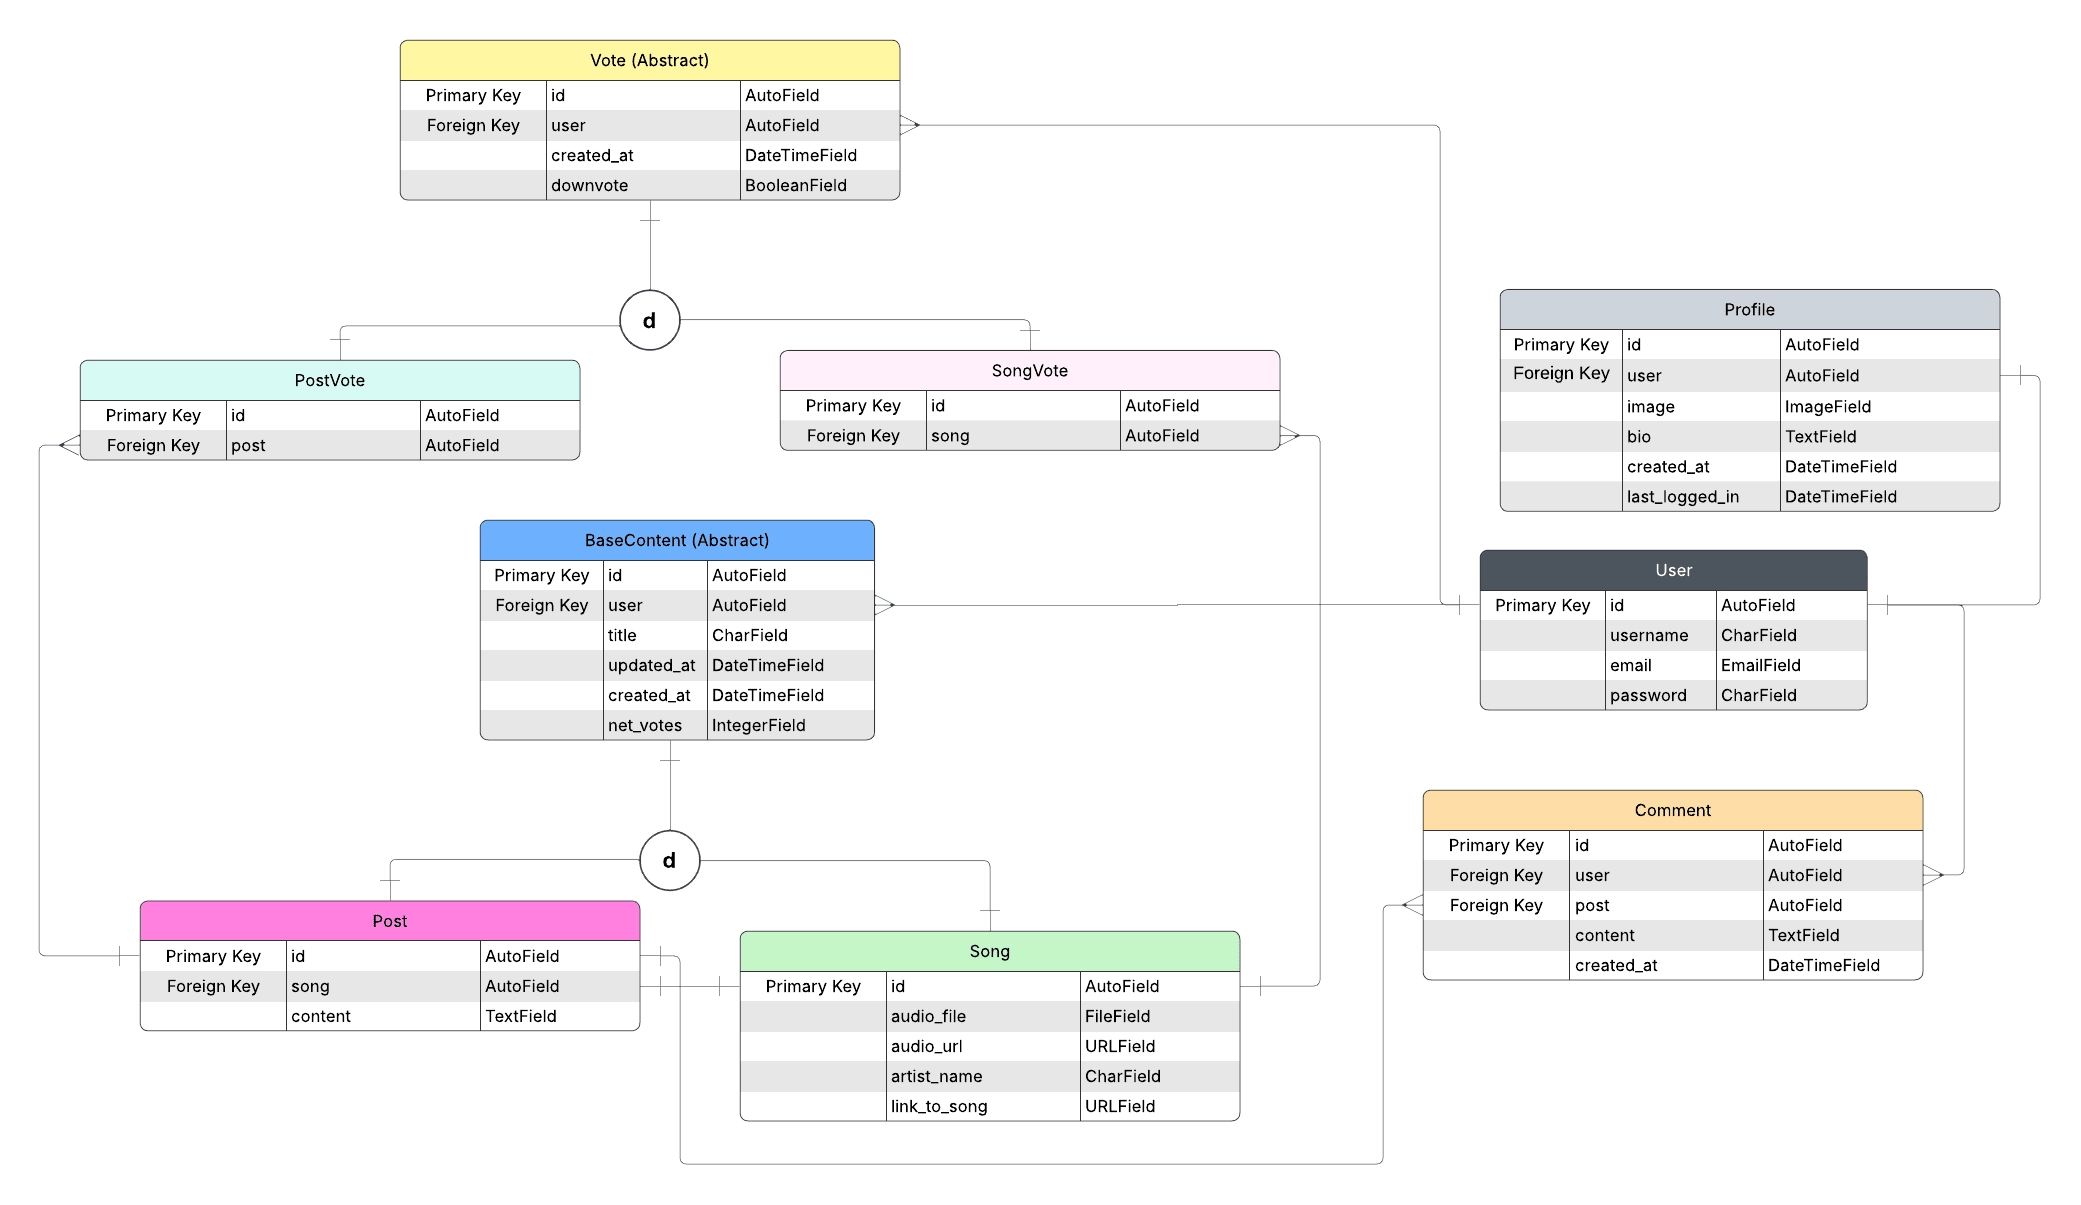 Vote (Abstract)
Primary Key id AutoField
Foreign Key user AutoField
created_at DateTimeField
downvote BooleanField
d
PostVote
Primary Key id AutoField
Foreign Key post AutoField
SongVote
Primary Key id AutoField
Foreign Key song AutoField
Profile
Primary Key id AutoField
Foreign Key user AutoField
image ImageField
bio TextField
created_at DateTimeField
last_logged_in DateTimeField
BaseContent (Abstract)
Primary Key id AutoField
Foreign Key user AutoField
title CharField
updated_at DateTimeField
created_at DateTimeField
net_votes IntegerField
User
Primary Key id AutoField
username CharField
email EmailField
password CharField
d
Post
Primary Key id AutoField
Foreign Key song AutoField
content TextField
Song
Primary Key id AutoField
audio_file FileField
audio_url URLField
artist_name CharField
link_to_song URLField
Comment
Primary Key id AutoField
Foreign Key user AutoField
Foreign Key post AutoField
content TextField
created_at DateTimeField